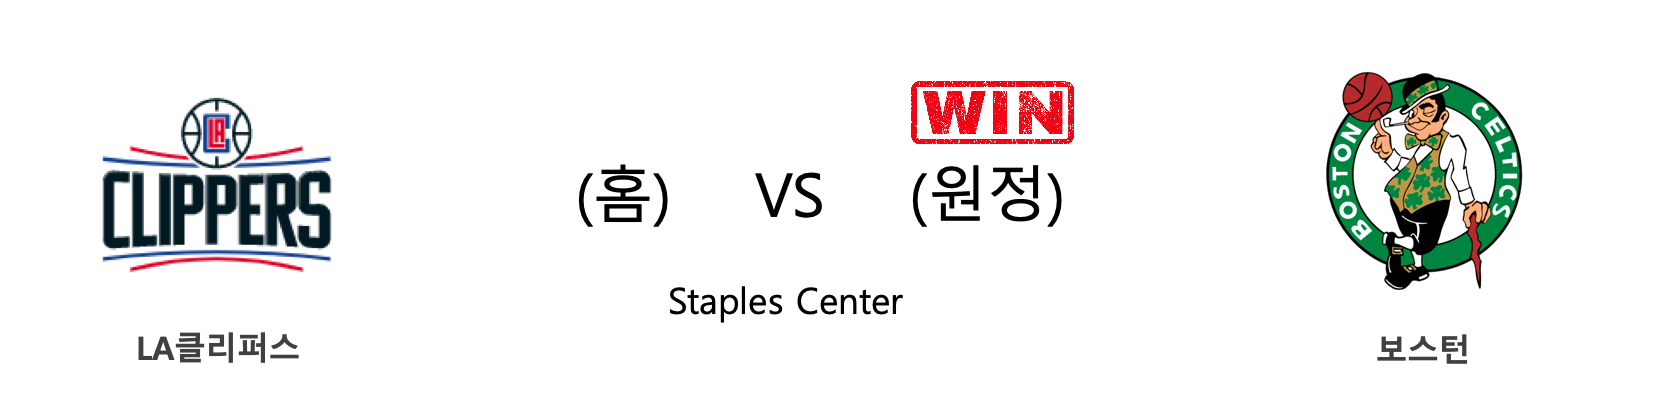 WIN
LA
CLIPPERS
(홈) VS (원정)
BOSTON CELTICS
Staples Center
LA클리퍼스
보스턴